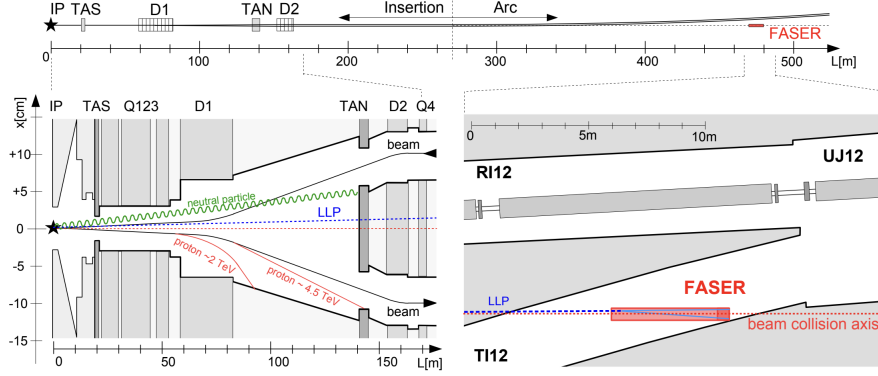 IP TAS D1 TAN D2 Insertion Arc
FASER
0 100 200 280 300 400 500 L[m]
x[cm]
IP TAS Q123 D1 TAN D2 Q4
beam
+10
+5
0
-5
-10
-15
neutral particle
LLP
proton ~2 TeV
proton ~ 4.5 TeV
beam
0 50 100 150 L[m]
0 5m 10m
RI12
UJ12
LLP
FASER
beam collision axis
TI12